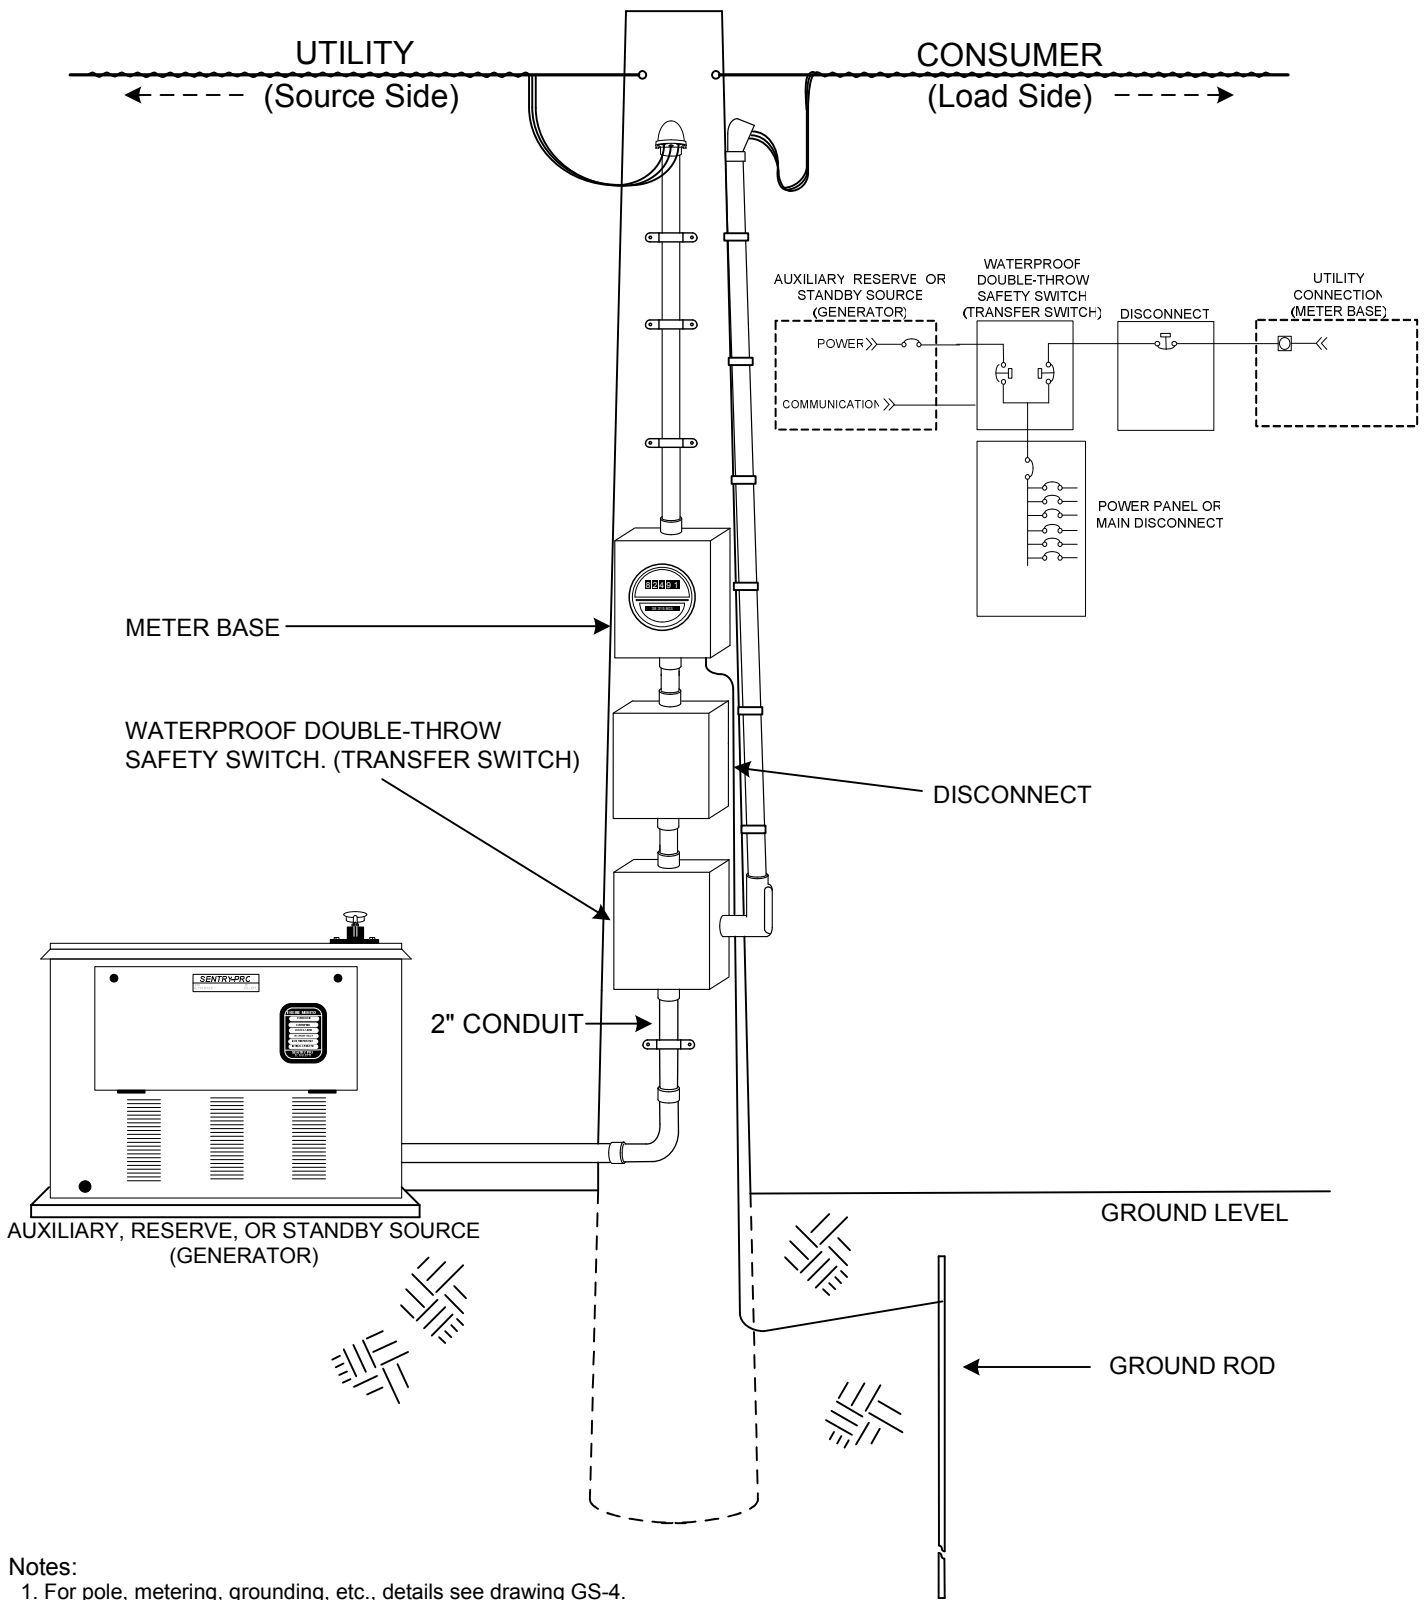 UTILITY
(Source Side)
CONSUMER
(Load Side)
AUXILIARY RESERVE OR
STANDBY SOURCE
(GENERATOR)
WATERPROOF
DOUBLE-THROW
SAFETY SWITCH
(TRANSFER SWITCH)
DISCONNECT
UTILITY
CONNECTION
(METER BASE)
POWER
COMMUNICATION
POWER PANEL OR
MAIN DISCONNECT
82491
METER BASE
WATERPROOF DOUBLE-THROW
SAFETY SWITCH. (TRANSFER SWITCH)
DISCONNECT
SENTRY-PRO
2" CONDUIT
AUXILIARY, RESERVE, OR STANDBY SOURCE
(GENERATOR)
GROUND LEVEL
GROUND ROD
Notes:
1. For pole, metering, grounding, etc., details see drawing GS-4.